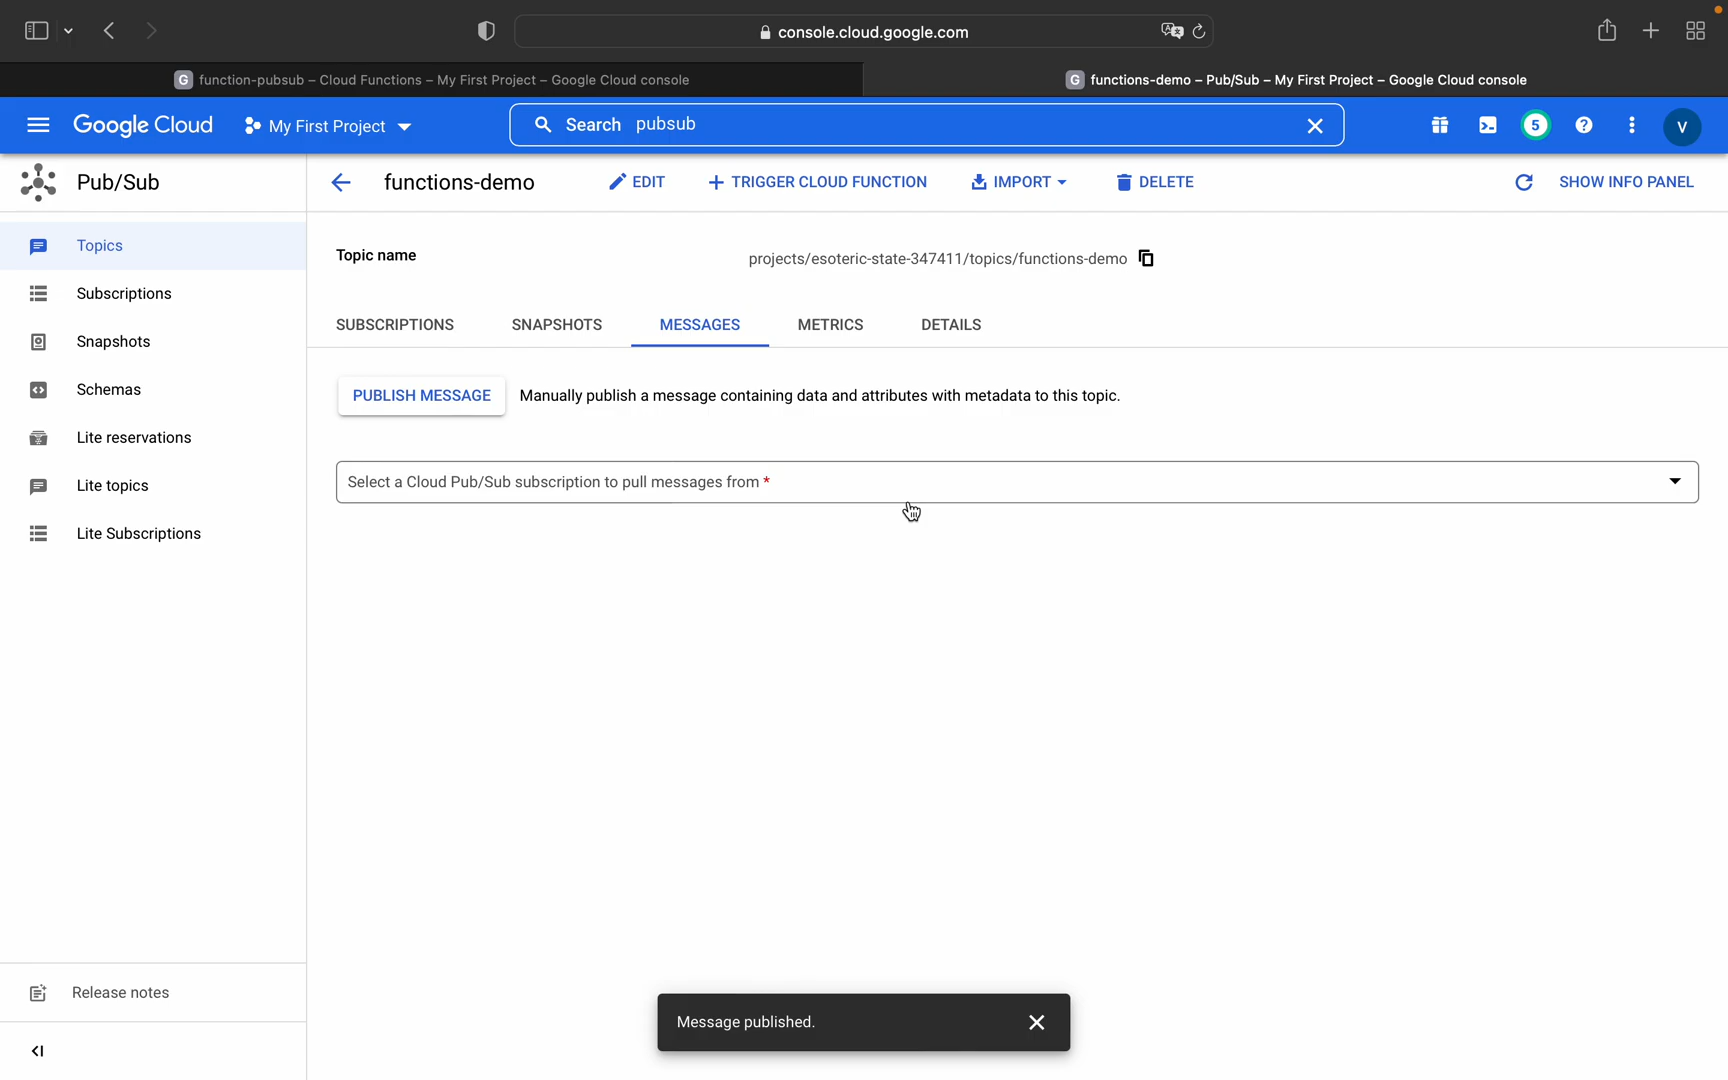 console.cloud.google.com
function-pubsub – Cloud Functions – My First Project – Google Cloud console
functions-demo – Pub/Sub – My First Project – Google Cloud console
Google Cloud
My First Project
Search pubsub
5
V
Pub/Sub
functions-demo
EDIT
TRIGGER CLOUD FUNCTION
IMPORT
DELETE
SHOW INFO PANEL
Topics
Subscriptions
Snapshots
Schemas
Lite reservations
Lite topics
Lite Subscriptions
Release notes
Topic name
projects/esoteric-state-347411/topics/functions-demo
SUBSCRIPTIONS
SNAPSHOTS
MESSAGES
METRICS
DETAILS
PUBLISH MESSAGE
Manually publish a message containing data and attributes with metadata to this topic.
Select a Cloud Pub/Sub subscription to pull messages from *
Message published.